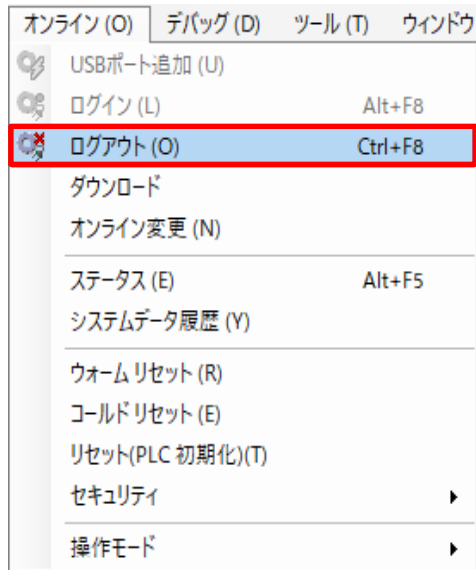 オンライン (O) デバッグ (D) ツール (T) ウィンドウ
USBポート追加 (U)
ログイン (L) Alt+F8
ログアウト (O) Ctrl+F8
ダウンロード
オンライン変更 (N)
ステータス (E) Alt+F5
システムデータ履歴 (Y)
ウォーム リセット (R)
コールド リセット (E)
リセット(PLC 初期化)(T)
セキュリティ
操作モード